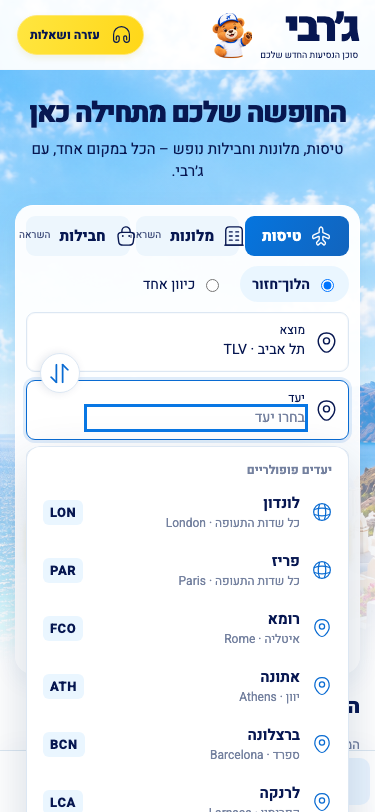 ג׳רבי
סוכן הנסיעות החדש שלכם
עזרה ושאלות
החופשה שלכם מתחילה כאן
טיסות, מלונות וחבילות נופש – הכל במקום אחד, עם
ג׳רבי.
טיסות
מלונות
השראה
חבילות
השראה
הלוך־חזור
כיוון אחד
מוצא
תל אביב · TLV
יעד
בחרו יעד
יעדים פופולריים
לונדון
כל שדות התעופה · London
LON
פריז
כל שדות התעופה · Paris
PAR
רומא
איטליה · Rome
FCO
אתונה
יוון · Athens
ATH
ברצלונה
ספרד · Barcelona
BCN
לרנקה
LCA